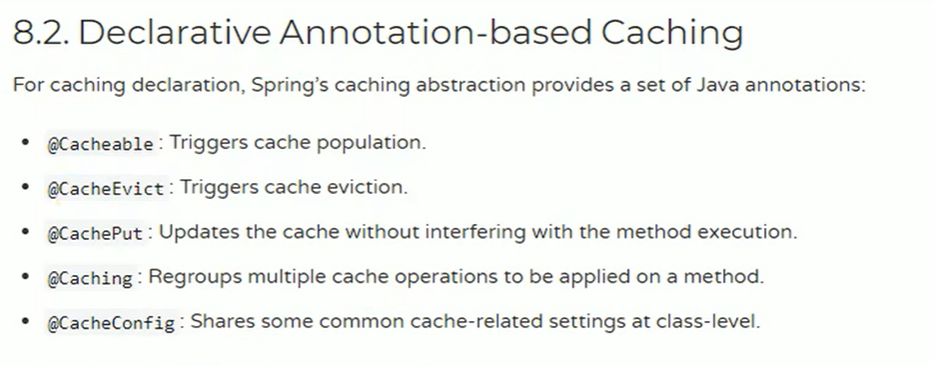 8.2. Declarative Annotation-based Caching
For caching declaration, Spring’s caching abstraction provides a set of Java annotations:
• @Cacheable: Triggers cache population.
• @CacheEvict: Triggers cache eviction.
• @CachePut: Updates the cache without interfering with the method execution.
• @Caching: Regroups multiple cache operations to be applied on a method.
• @CacheConfig: Shares some common cache-related settings at class-level.